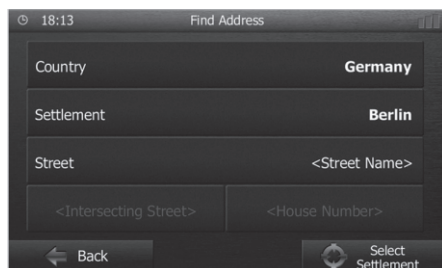 18:13 Find Address
Country Germany
Settlement Berlin
Street <Street Name>
<Intersecting Street> <House Number>
Back Select
Settlement